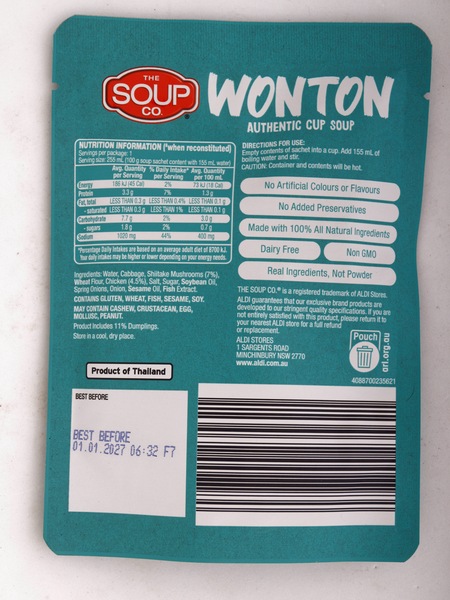 THE
SOUP
CO.®
WONTON
AUTHENTIC CUP SOUP
NUTRITION INFORMATION (*when reconstituted)
Servings per package: 1
Serving size: 255 mL (100 g soup sachet content with 155 mL water)
Avg. Quantity per Serving % Daily Intake^ per Serving Avg. Quantity per 100 mL
Energy 186 kJ (45 Cal) 2% 73 kJ (18 Cal)
Protein 3.3 g 7% 1.3 g
Fat, total LESS THAN 0.3 g LESS THAN 0.4% LESS THAN 0.1 g
- saturated LESS THAN 0.3 g LESS THAN 1% LESS THAN 0.1 g
Carbohydrate 7.7 g 2% 3.0 g
- sugars 1.8 g 2% 0.7 g
Sodium 1020 mg 44% 400 mg
Percentage Daily Intakes are based on an average adult diet of 8700 kJ.
Your daily intakes may be higher or lower depending on your energy needs.
Ingredients: Water, Cabbage, Shiitake Mushrooms (7%),
Wheat Flour, Chicken (4.5%), Salt, Sugar, Soybean Oil,
Spring Onions, Onion, Sesame Oil, Fish Extract.
CONTAINS GLUTEN, WHEAT, FISH, SESAME, SOY.
MAY CONTAIN CASHEW, CRUSTACEAN, EGG,
MOLLUSC, PEANUT.
Product Includes 11% Dumplings.
Store in a cool, dry place.
Product of Thailand
BEST BEFORE
BEST BEFORE
01.01.2027 06:32 F7
DIRECTIONS FOR USE:
Empty contents of sachet into a cup. Add 155 mL of
boiling water and stir.
CAUTION: Container and contents will be hot.
No Artificial Colours or Flavours
No Added Preservatives
Made with 100% All Natural Ingredients
Dairy Free
Non GMO
Real Ingredients, Not Powder
THE SOUP CO.® is a registered trademark of ALDI Stores.
ALDI guarantees that our exclusive brand products are
developed to our stringent quality specifications. If you are
not entirely satisfied with this product, please return it to
your nearest ALDI store for a full refund
or replacement.
ALDI STORES
1 SARGENTS ROAD
MINCHINBURY NSW 2770
www.aldi.com.au
Pouch
arl.org.au
4088700235621